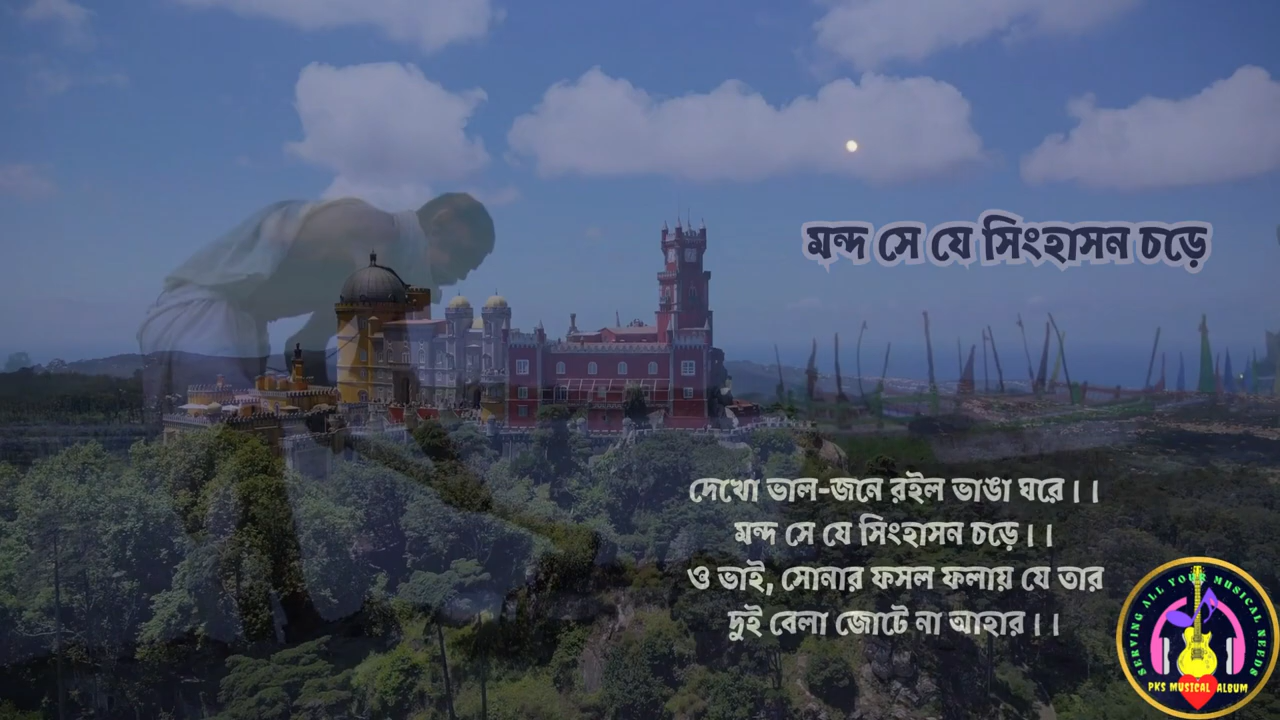 মন্দ সে যে সিংহাসন চড়ে
দেখো ভাল-জনে রইল ভাঙা ঘরে।।
মন্দ সে যে সিংহাসন চড়ে।।
ও ভাই, সোনার ফসল ফলায় যে তার
দুই বেলা জোটে না আহার।।
SERVING ALL YOUR MUSICAL NEEDS
PKS MUSICAL ALBUM